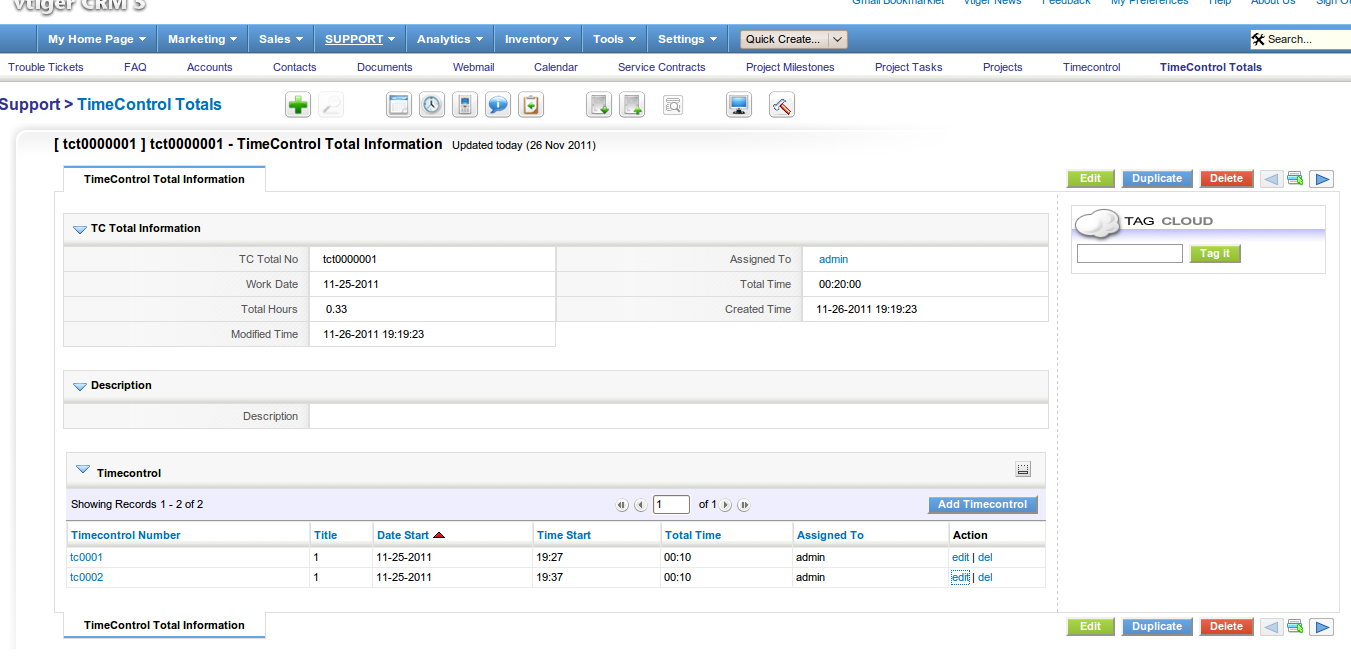 vtiger CRM 5 Gmail Bookmarklet Vtiger News Feedback My Preferences Help About Us
My Home Page Marketing Sales SUPPORT Analytics Inventory Tools Settings Quick Create... Search...
Trouble Tickets FAQ Accounts Contacts Documents Webmail Calendar Service Contracts Project Milestones Project Tasks Projects Timecontrol TimeControl Totals
Support > TimeControl Totals
[ tct0000001 ] tct0000001 - TimeControl Total Information Updated today (26 Nov 2011)
TimeControl Total Information Edit Duplicate Delete
TC Total Information
TAG CLOUD
Tag it
TC Total No tct0000001 Assigned To admin
Work Date 11-25-2011 Total Time 00:20:00
Total Hours 0.33 Created Time 11-26-2011 19:19:23
Modified Time 11-26-2011 19:19:23
Description
Description
Timecontrol
Showing Records 1 - 2 of 2 1 of 1 Add Timecontrol
Timecontrol Number Title Date Start Time Start Total Time Assigned To Action
tc0001 1 11-25-2011 19:27 00:10 admin edit | del
tc0002 1 11-25-2011 19:37 00:10 admin edit | del
TimeControl Total Information Edit Duplicate Delete